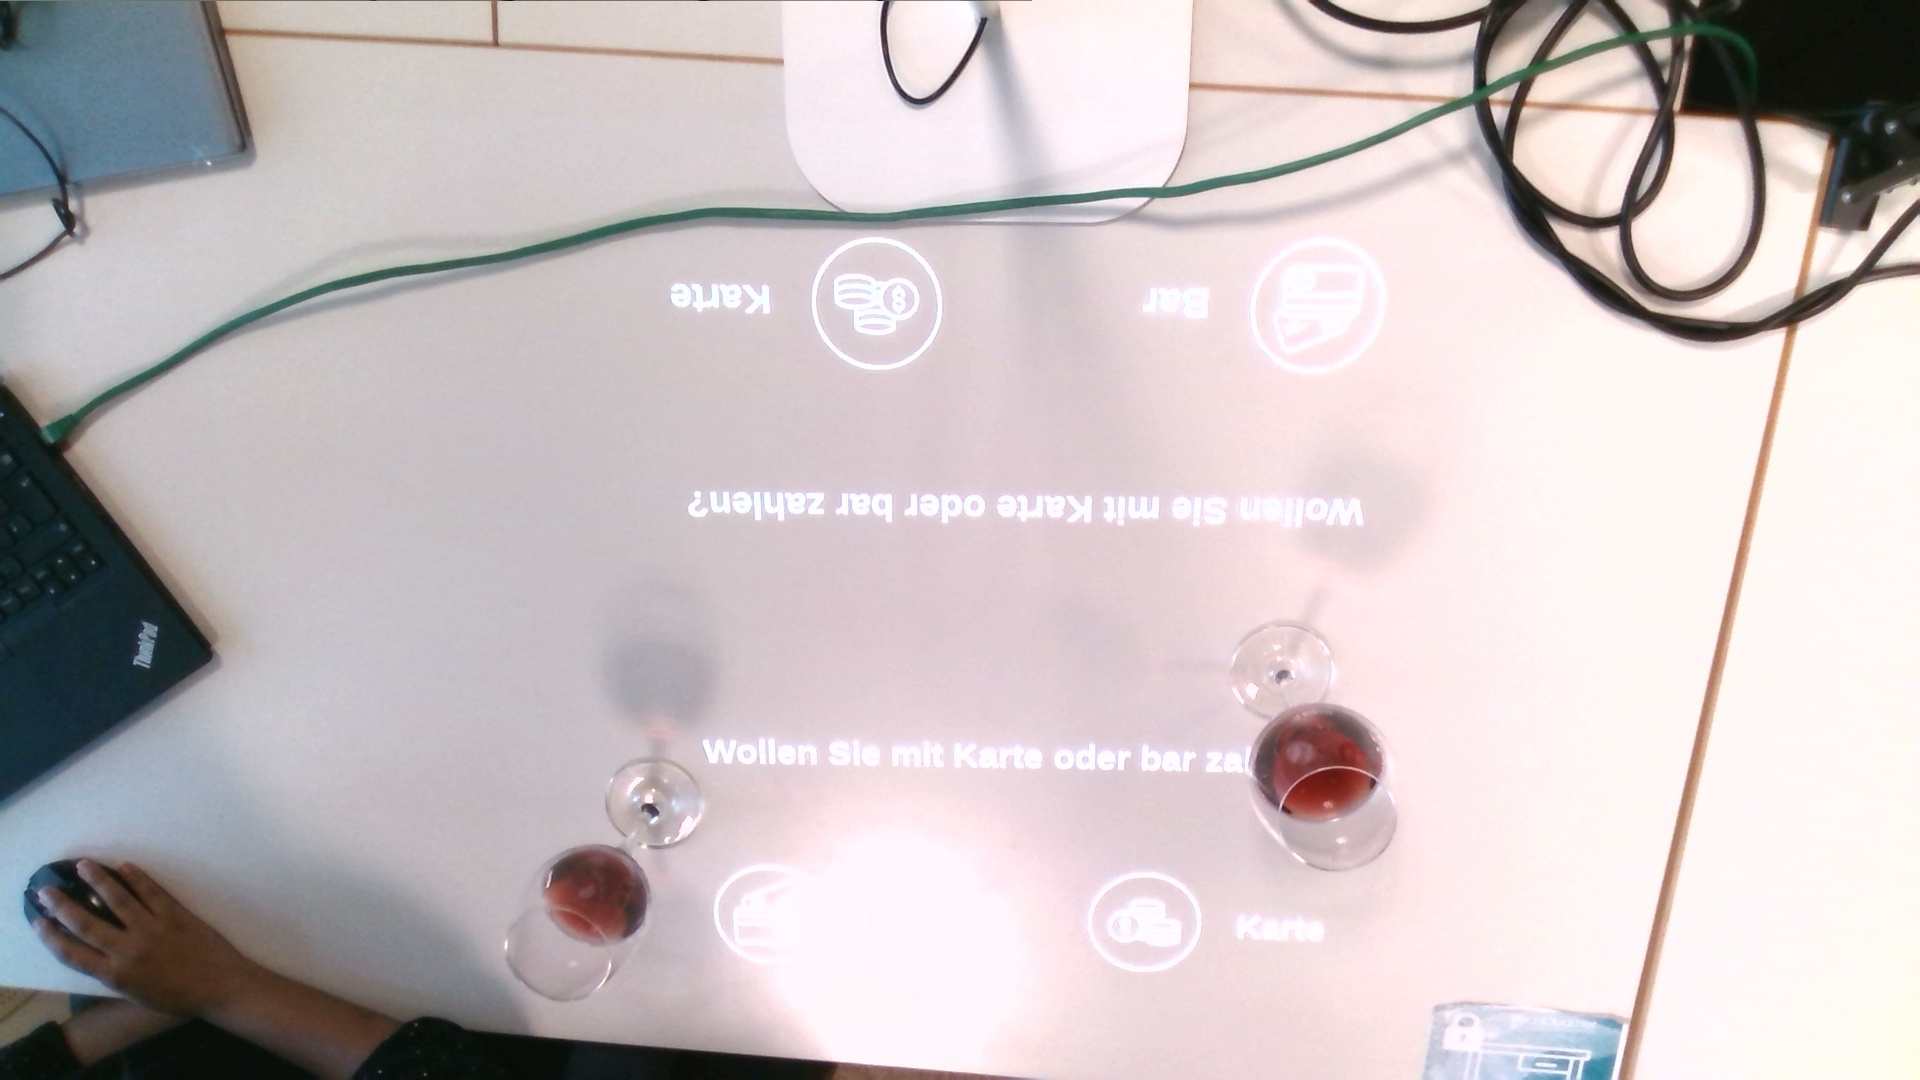 Karte
Bar
Wollen Sie mit Karte oder bar zahlen?
Wollen Sie mit Karte oder bar
Karte
ThinkPad